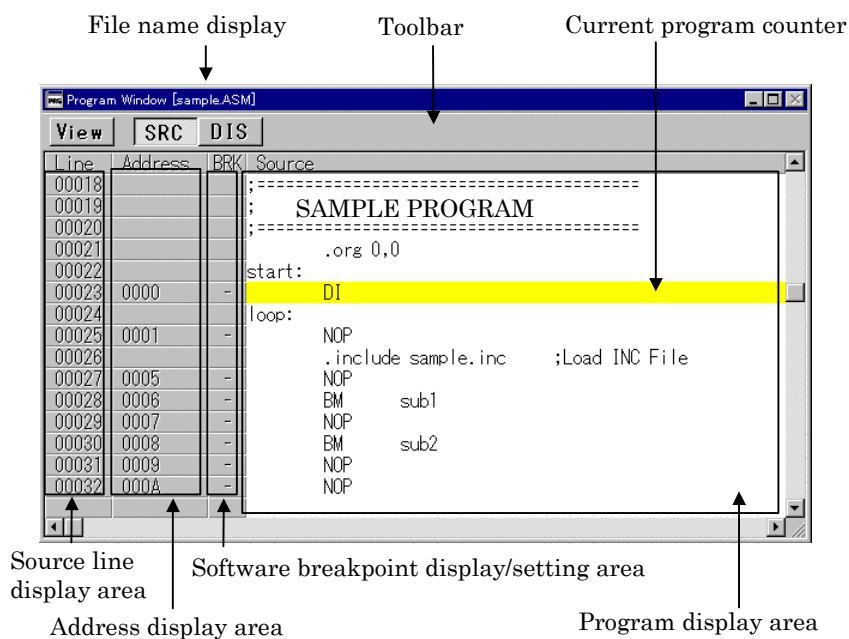 File name display Toolbar Current program counter
PRG Program Window [sample.ASM]
View SRC DIS
Line Address BRK Source
00018 ;============================================
00019 ; SAMPLE PROGRAM
00020 ;============================================
00021 .org 0,0
00022 start:
00023 0000 - DI
00024 loop:
00025 0001 - NOP
00026 .include sample.inc ;Load INC File
00027 0005 - NOP
00028 0006 - BM sub1
00029 0007 - NOP
00030 0008 - BM sub2
00031 0009 - NOP
00032 000A - NOP
Source line
display area
Software breakpoint display/setting area
Address display area
Program display area